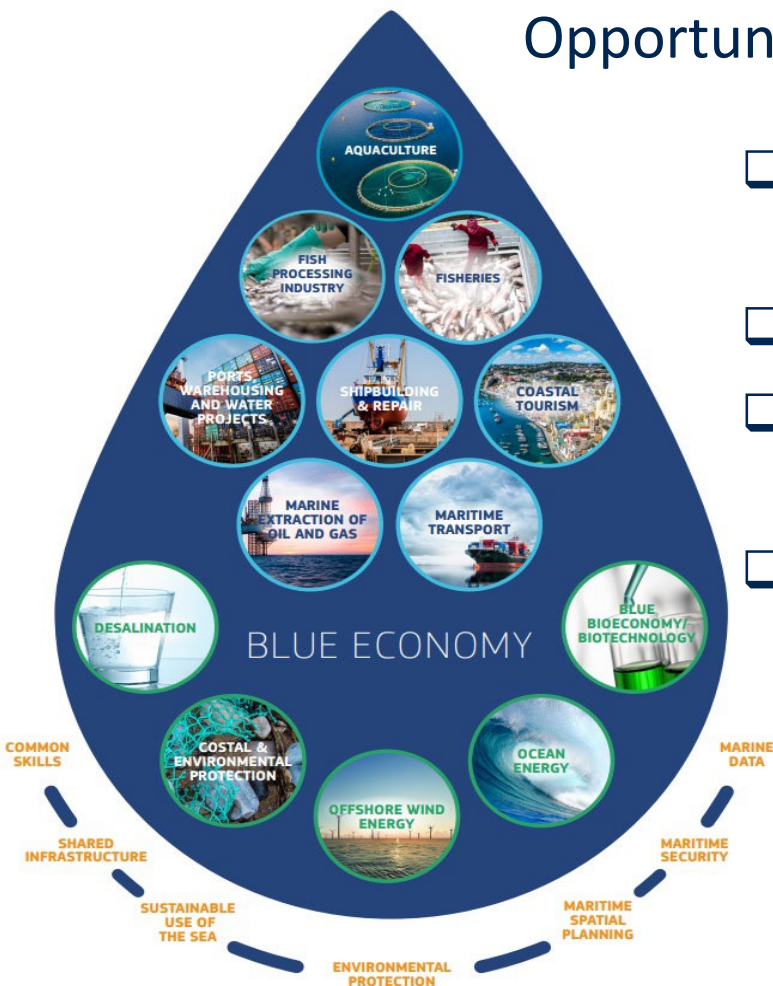 Opportun
AQUACULTURE
FISH
PROCESSING
INDUSTRY
FISHERIES
PORTS,
WAREHOUSING
AND WATER
PROJECTS
SHIPBUILDING
& REPAIR
COASTAL
TOURISM
MARINE
EXTRACTION OF
OIL AND GAS
MARITIME
TRANSPORT
DESALINATION
BLUE ECONOMY
BLUE
BIOECONOMY/
BIOTECHNOLOGY
COSTAL &
ENVIRONMENTAL
PROTECTION
OFFSHORE WIND
ENERGY
OCEAN
ENERGY
COMMON
SKILLS
SHARED
INFRASTRUCTURE
SUSTAINABLE
USE OF
THE SEA
ENVIRONMENTAL
PROTECTION
MARITIME
SPATIAL
PLANNING
MARITIME
SECURITY
MARINE
DATA